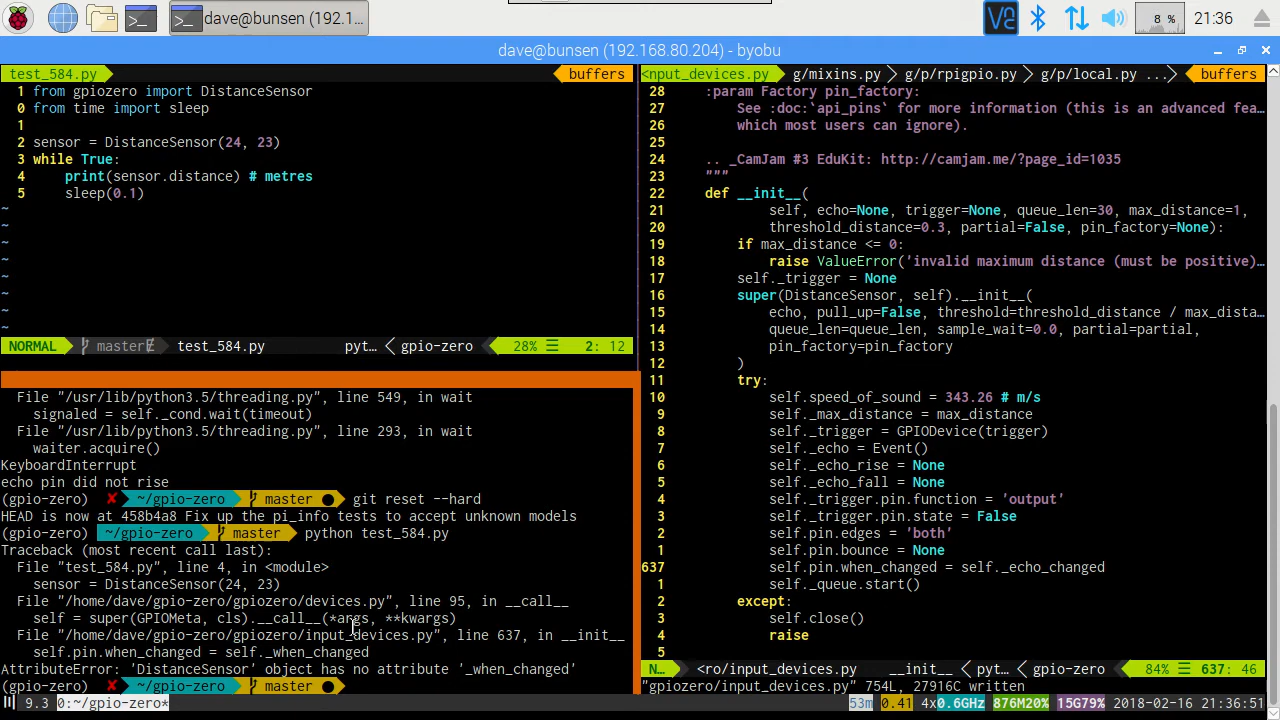 dave@bunsen (192.1...
8 %
21:36
dave@bunsen (192.168.80.204) - byobu
test_584.py
buffers
1 from gpiozero import DistanceSensor
0 from time import sleep
1
2 sensor = DistanceSensor(24, 23)
3 while True:
4     print(sensor.distance) # metres
5     sleep(0.1)
~
~
~
~
~
~
~
~
NORMAL master test_584.py pyt... gpio-zero 28% ☰ 2: 12
File "/usr/lib/python3.5/threading.py", line 549, in wait
signaled = self._cond.wait(timeout)
File "/usr/lib/python3.5/threading.py", line 293, in wait
waiter.acquire()
KeyboardInterrupt
echo pin did not rise
(gpio-zero) ✘ ~/gpio-zero master ● git reset --hard
HEAD is now at 458b4a8 Fix up the pi_info tests to accept unknown models
(gpio-zero) ~/gpio-zero master python test_584.py
Traceback (most recent call last):
File "test_584.py", line 4, in <module>
sensor = DistanceSensor(24, 23)
File "/home/dave/gpio-zero/gpiozero/devices.py", line 95, in __call__
self = super(GPIOMeta, cls).__call__(*args, **kwargs)
File "/home/dave/gpio-zero/gpiozero/input_devices.py", line 637, in __init__
self.pin.when_changed = self._when_changed
AttributeError: 'DistanceSensor' object has no attribute '_when_changed'
(gpio-zero) ✘ ~/gpio-zero master ●
<nput_devices.py g/mixins.py g/p/rpigpio.py g/p/local.py ... buffers
28     :param Factory pin_factory:
27         See :doc:`api_pins` for more information (this is an advanced fea…
26         which most users can ignore).
25
24     .. _CamJam #3 EduKit: http://camjam.me/?page_id=1035
23     """
22     def __init__(
21             self, echo=None, trigger=None, queue_len=30, max_distance=1,
20             threshold_distance=0.3, partial=False, pin_factory=None):
19         if max_distance <= 0:
18             raise ValueError('invalid maximum distance (must be positive)…
17         self._trigger = None
16         super(DistanceSensor, self).__init__(
15             echo, pull_up=False, threshold=threshold_distance / max_dista…
14             queue_len=queue_len, sample_wait=0.0, partial=partial,
13             pin_factory=pin_factory
12         )
11         try:
10             self.speed_of_sound = 343.26 # m/s
9             self._max_distance = max_distance
8             self._trigger = GPIODevice(trigger)
7             self._echo = Event()
6             self._echo_rise = None
5             self._echo_fall = None
4             self._trigger.pin.function = 'output'
3             self._trigger.pin.state = False
2             self.pin.edges = 'both'
1             self.pin.bounce = None
637             self.pin.when_changed = self._echo_changed
1             self._queue.start()
2         except:
3             self.close()
4             raise
5
N… <ro/input_devices.py __init__ pyt… gpio-zero 84% ☰ 637: 46
"gpiozero/input_devices.py" 754L, 27916C written
9.3 0:~/gpio-zero* 53m 0.41 4x0.6GHz 876M20% 15G79% 2018-02-16 21:36:51